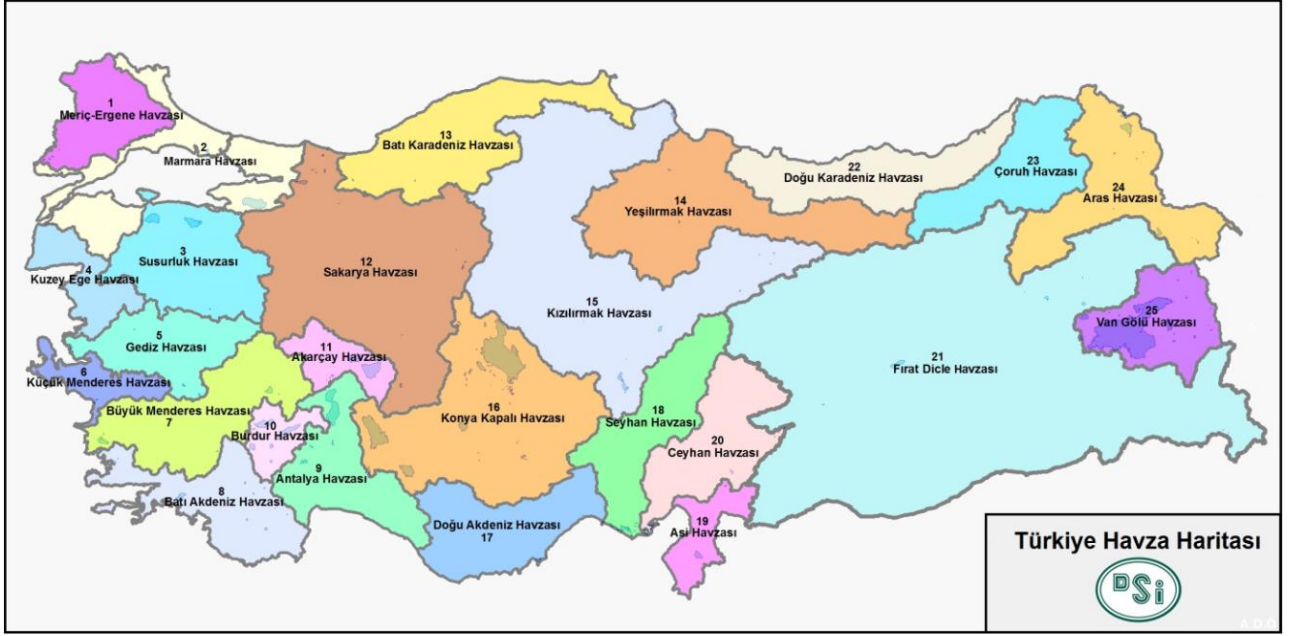 1
Meriç-Ergene Havzası
2
Marmara Havzası
3
Susurluk Havzası
4
Kuzey Ege Havzası
5
Gediz Havzası
6
Küçük Menderes Havzası
Büyük Menderes Havzası
7
8
Batı Akdeniz Havzası
9
Antalya Havzası
10
Burdur Havzası
11
Akarçay Havzası
12
Sakarya Havzası
13
Batı Karadeniz Havzası
14
Yeşilırmak Havzası
15
Kızılırmak Havzası
16
Konya Kapalı Havzası
Doğu Akdeniz Havzası
17
18
Seyhan Havzası
19
Asi Havzası
20
Ceyhan Havzası
21
Fırat Dicle Havzası
22
Doğu Karadeniz Havzası
23
Çoruh Havzası
24
Aras Havzası
25
Van Gölü Havzası
Türkiye Havza Haritası
DSİ
A.D.Ö